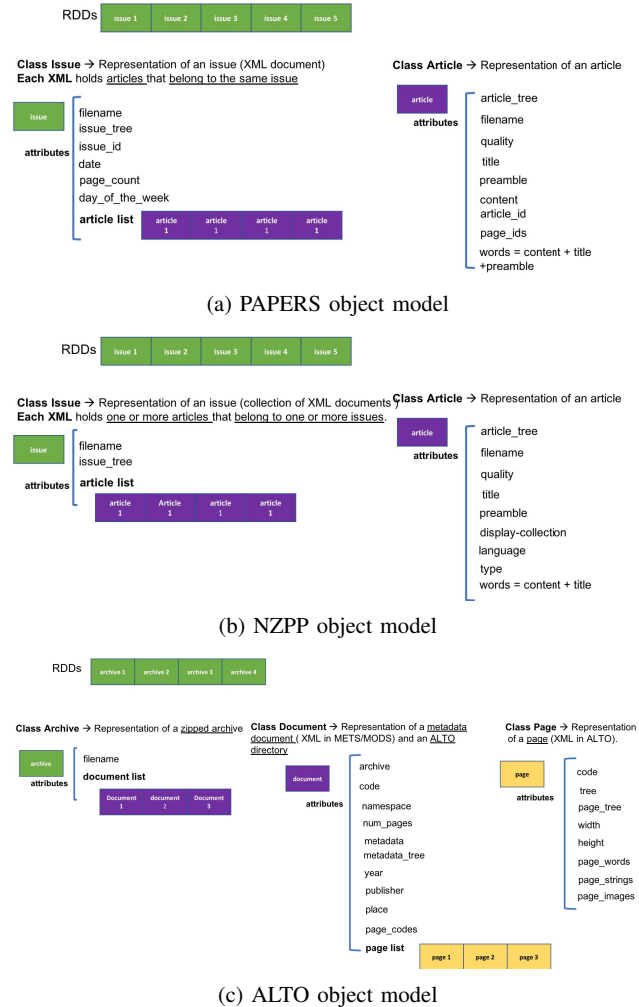 RDDs
issue 1 issue 2 issue 3 issue 4 issue 5
Class Issue → Representation of an issue (XML document)
Each XML holds articles that belong to the same issue
issue
attributes
filename
issue_tree
issue_id
date
page_count
day_of_the_week
article list
article 1 article 1 article 1 article 1
Class Article → Representation of an article
article
attributes
article_tree
filename
quality
title
preamble
content
article_id
page_ids
words = content + title
+preamble
(a) PAPERS object model
RDDs
issue 1 issue 2 issue 3 issue 4 issue 5
Class Issue → Representation of an issue (collection of XML documents )
Each XML holds one or more articles that belong to one or more issues.
issue
attributes
filename
issue_tree
article list
article 1 Article 1 article 1 article 1
Class Article → Representation of an article
article
attributes
article_tree
filename
quality
title
preamble
display-collection
language
type
words = content + title
(b) NZPP object model
RDDs
archive 1 archive 2 archive 3 archive 4
Class Archive → Representation of a zipped archive
archive
attributes
filename
document list
Document 1 document 2 Document 3
Class Document → Representation of a metadata
document ( XML in METS/MODS) and an ALTO
directory
document
attributes
archive
code
namespace
num_pages
metadata
metadata_tree
year
publisher
place
page_codes
page list
page 1 page 2 page 3
Class Page → Representation
of a page (XML in ALTO).
page
attributes
code
tree
page_tree
width
height
page_words
page_strings
page_images
(c) ALTO object model